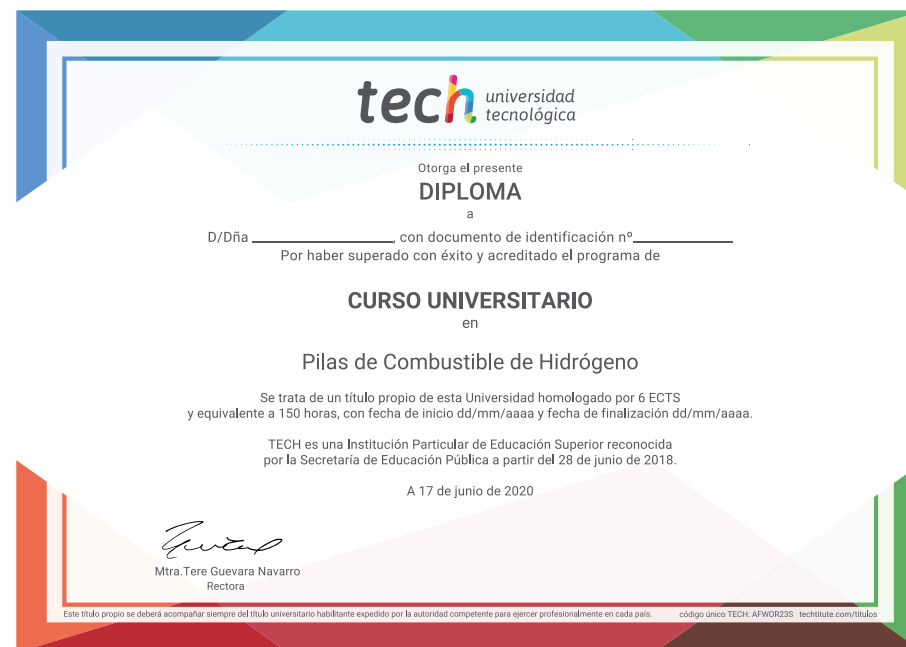 tech universidad
tecnológica
Otorga el presente
DIPLOMA
a
D/Dña ____________________, con documento de identificación nº______________
Por haber superado con éxito y acreditado el programa de
CURSO UNIVERSITARIO
en
Pilas de Combustible de Hidrógeno
Se trata de un título propio de esta Universidad homologado por 6 ECTS
y equivalente a 150 horas, con fecha de inicio dd/mm/aaaa y fecha de finalización dd/mm/aaaa.
TECH es una Institución Particular de Educación Superior reconocida
por la Secretaría de Educación Pública a partir del 28 de junio de 2018.
A 17 de junio de 2020
Mtra.Tere Guevara Navarro
Rectora
Este título propio se deberá acompañar siempre del título universitario habilitante expedido por la autoridad competente para ejercer profesionalmente en cada país. código único TECH: AFWOR23S techtitute.com/titulos